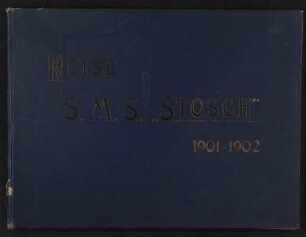 REISE
S. M. S. „STOSCH"
1901-1902